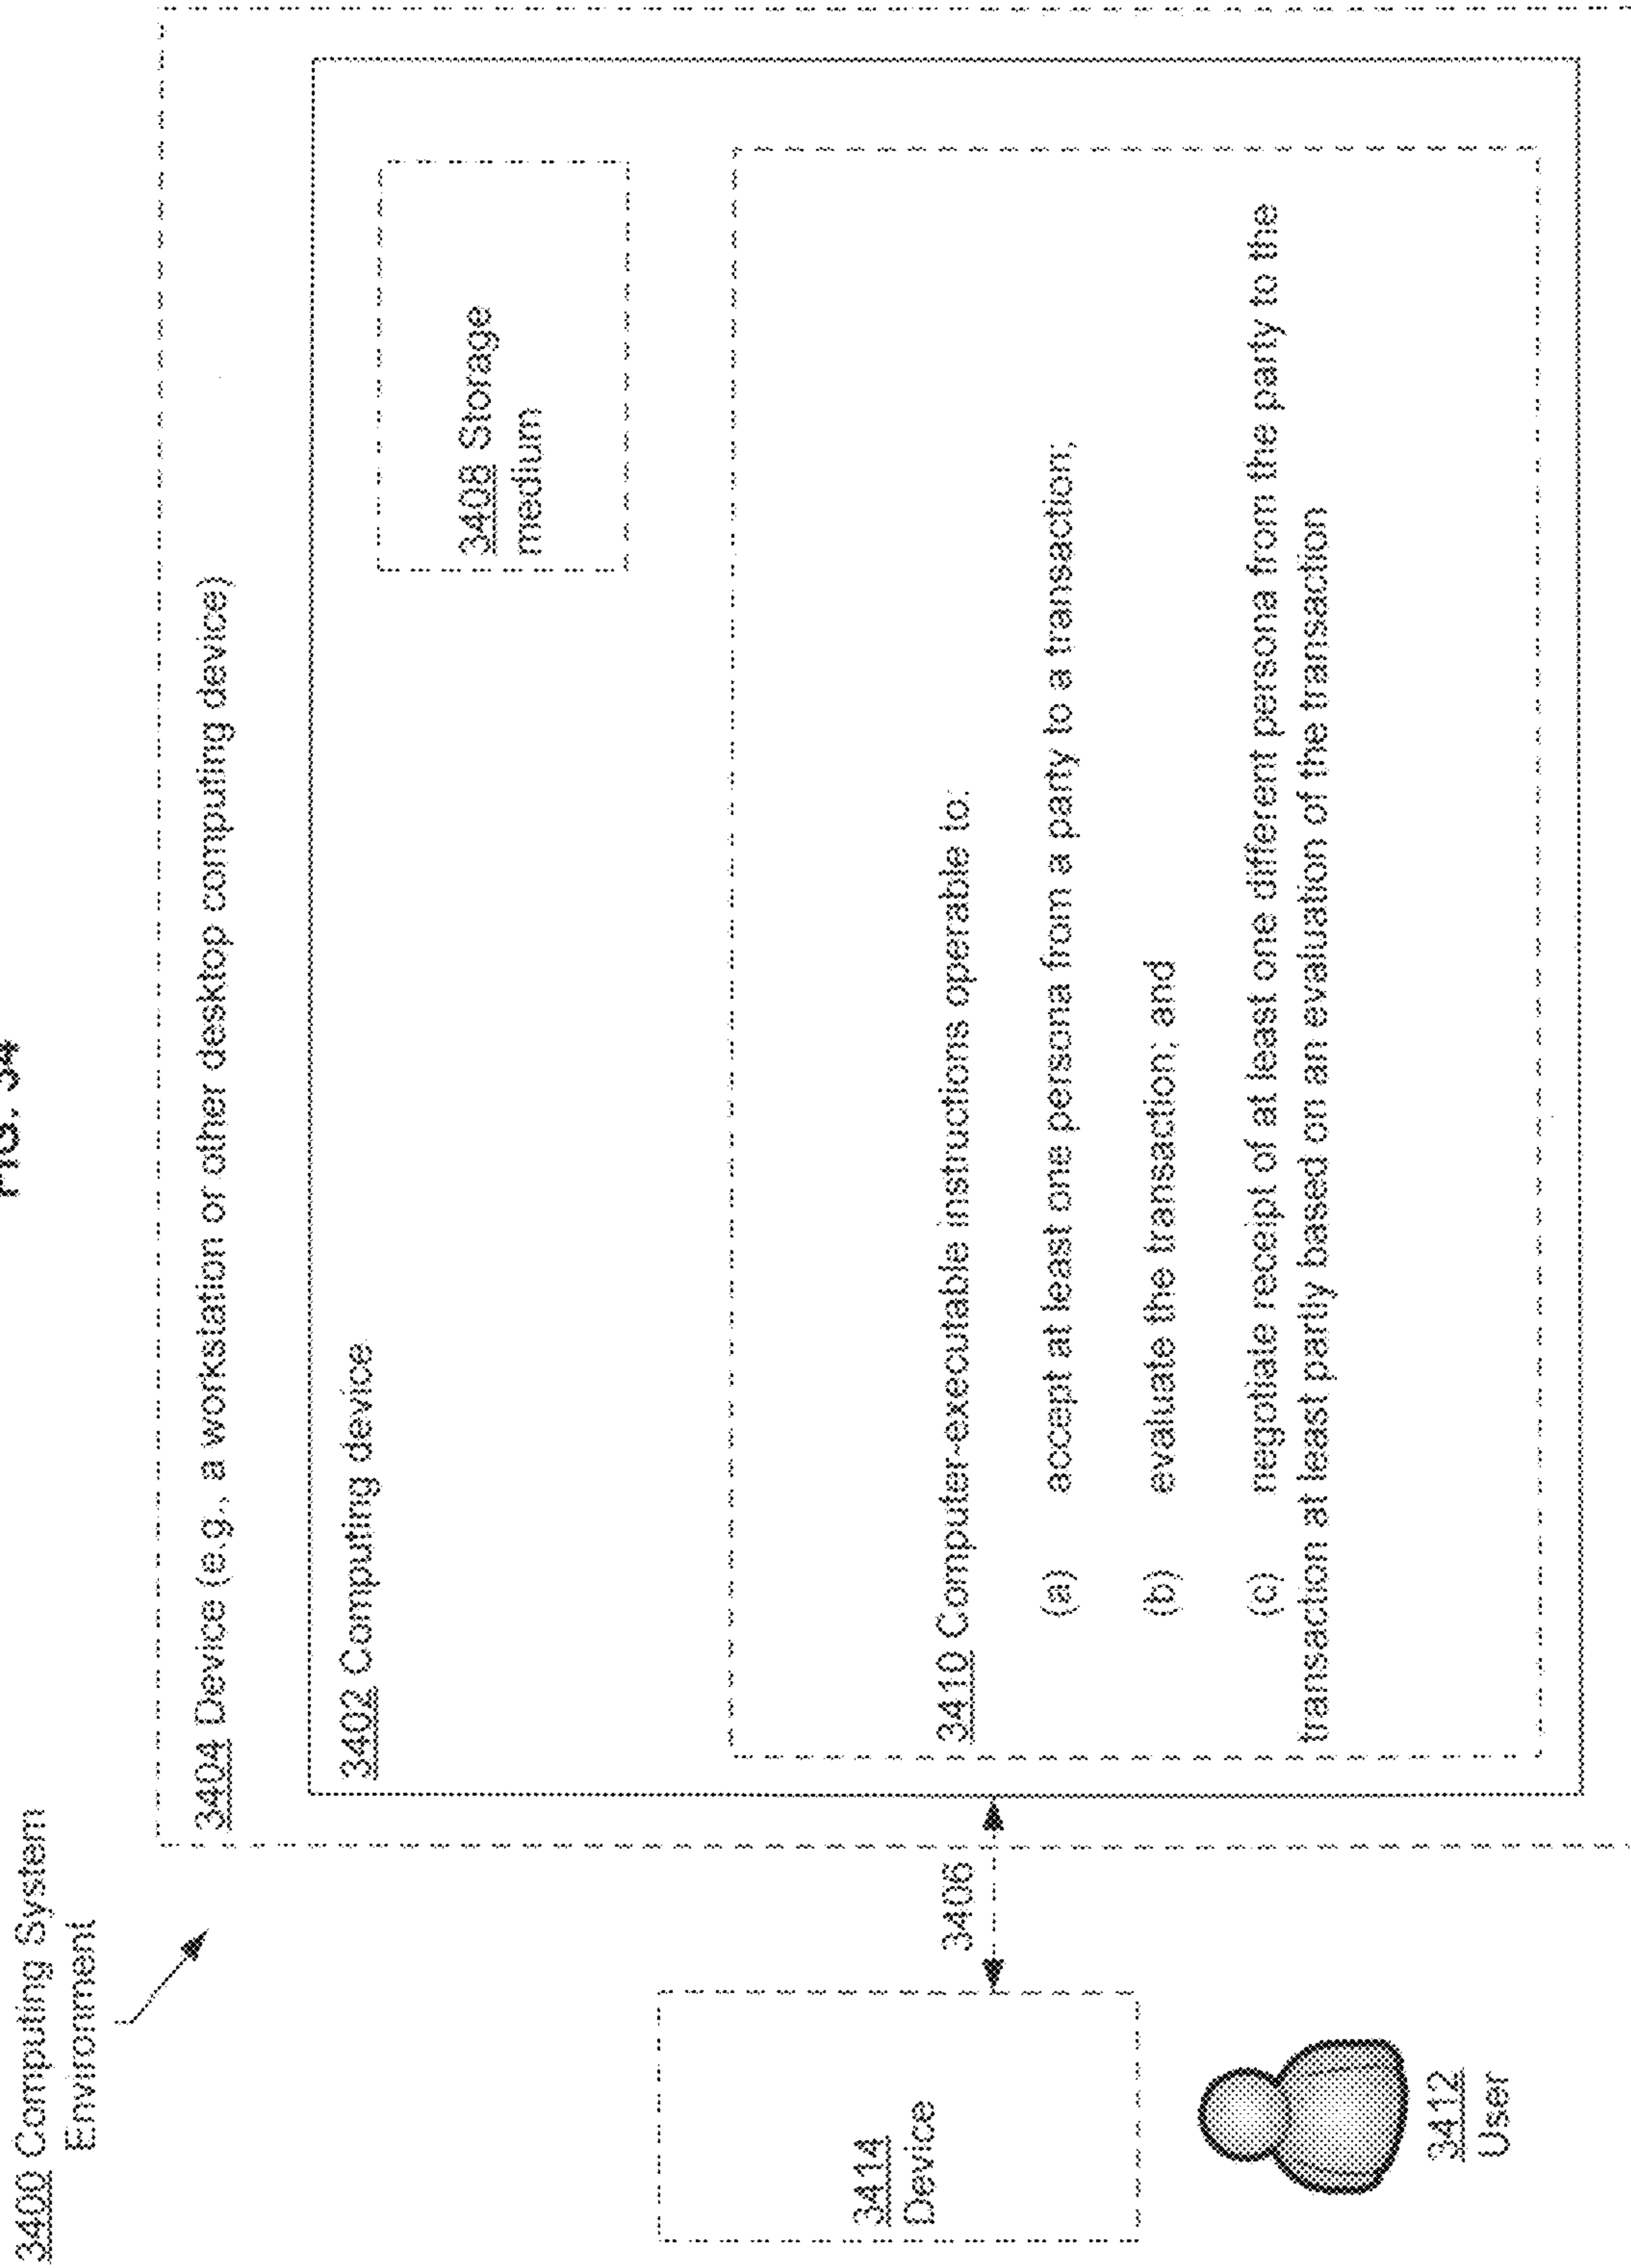 FIG. 34
3400 Computing System
Environment
3404 Device (e.g., a workstation or other desktop computing device)
3402 Computing device
3408 Storage
medium
3410 Computer-executable instructions operable to:
(a) accept at least one persona from a party to a transaction;
(b) evaluate the transaction; and
(c) negotiate receipt of at least one different persona from the party to the
transaction at least partly based on an evaluation of the transaction
3406
3414
Device
3412
User